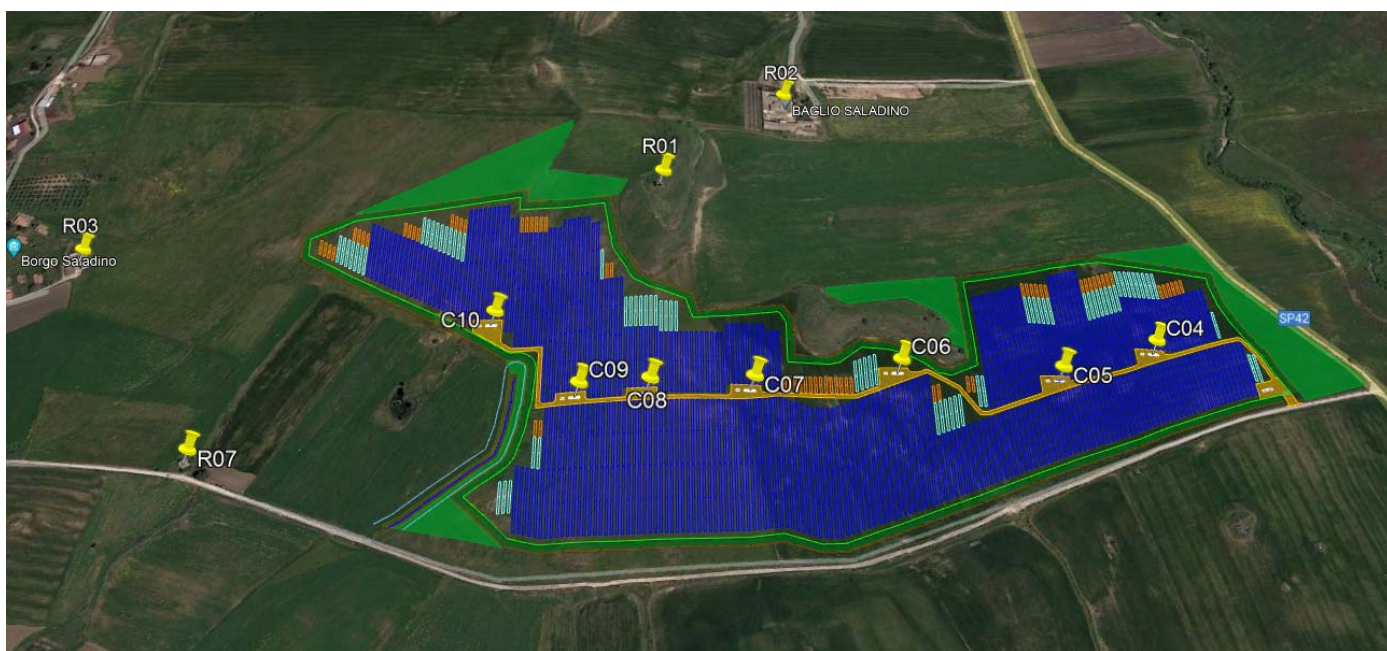 R02
BAGLIO SALADINO
R01
R03
Borgo Saladino
SP42
C10
C04
C06
C09
C07
C05
C08
R07